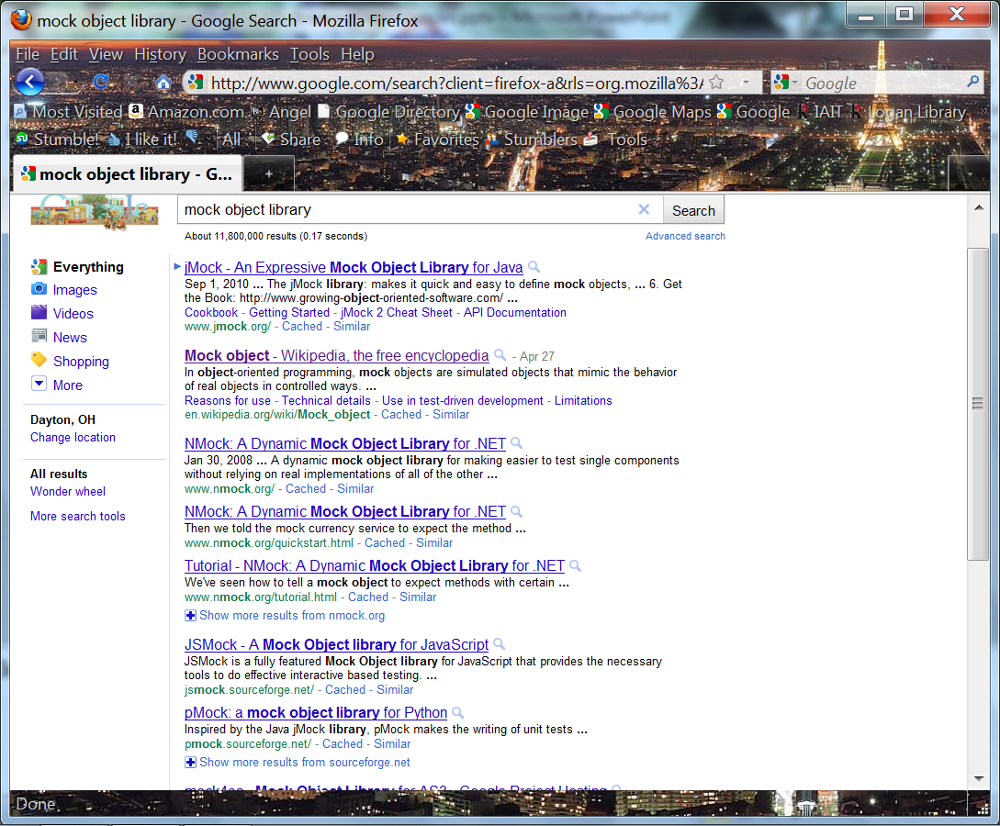 mock object library - Google Search - Mozilla Firefox
File Edit View History Bookmarks Tools Help
http://www.google.com/search?client=firefox-a&rls=org.mozilla%3A Google
Most Visited Amazon.com Angel Google Directory Google Image Google Maps Google IAIT Logan Library
Stumble! I like it! All Share Info Favorites Stumblers Tools
mock object library - G...
Google mock object library Search
About 11,800,000 results (0.17 seconds) Advanced search
Everything
Images
Videos
News
Shopping
More
Dayton, OH
Change location
All results
Wonder wheel
More search tools
jMock - An Expressive Mock Object Library for Java
Sep 1, 2010 ... The jMock library: makes it quick and easy to define mock objects, ... 6. Get
the Book: http://www.growing-object-oriented-software.com/ ...
Cookbook - Getting Started - jMock 2 Cheat Sheet - API Documentation
www.jmock.org/ - Cached - Similar
Mock object - Wikipedia, the free encyclopedia - Apr 27
In object-oriented programming, mock objects are simulated objects that mimic the behavior
of real objects in controlled ways. ...
Reasons for use - Technical details - Use in test-driven development - Limitations
en.wikipedia.org/wiki/Mock_object - Cached - Similar
NMock: A Dynamic Mock Object Library for .NET
Jan 30, 2008 ... A dynamic mock object library for making easier to test single components
without relying on real implementations of all of the other ...
www.nmock.org/ - Cached - Similar
NMock: A Dynamic Mock Object Library for .NET
Then we told the mock currency service to expect the method ...
www.nmock.org/quickstart.html - Cached - Similar
Tutorial - NMock: A Dynamic Mock Object Library for .NET
We've seen how to tell a mock object to expect methods with certain ...
www.nmock.org/tutorial.html - Cached - Similar
Show more results from nmock.org
JSMock - A Mock Object library for JavaScript
JSMock is a fully featured Mock Object library for JavaScript that provides the necessary
tools to do effective interactive based testing. ...
jsmock.sourceforge.net/ - Cached - Similar
pMock: a mock object library for Python
Inspired by the Java jMock library, pMock makes the writing of unit tests ...
pmock.sourceforge.net/ - Cached - Similar
Show more results from sourceforge.net
mock4as - Mock Object Library for AS3 - Google Project Hosting
Done